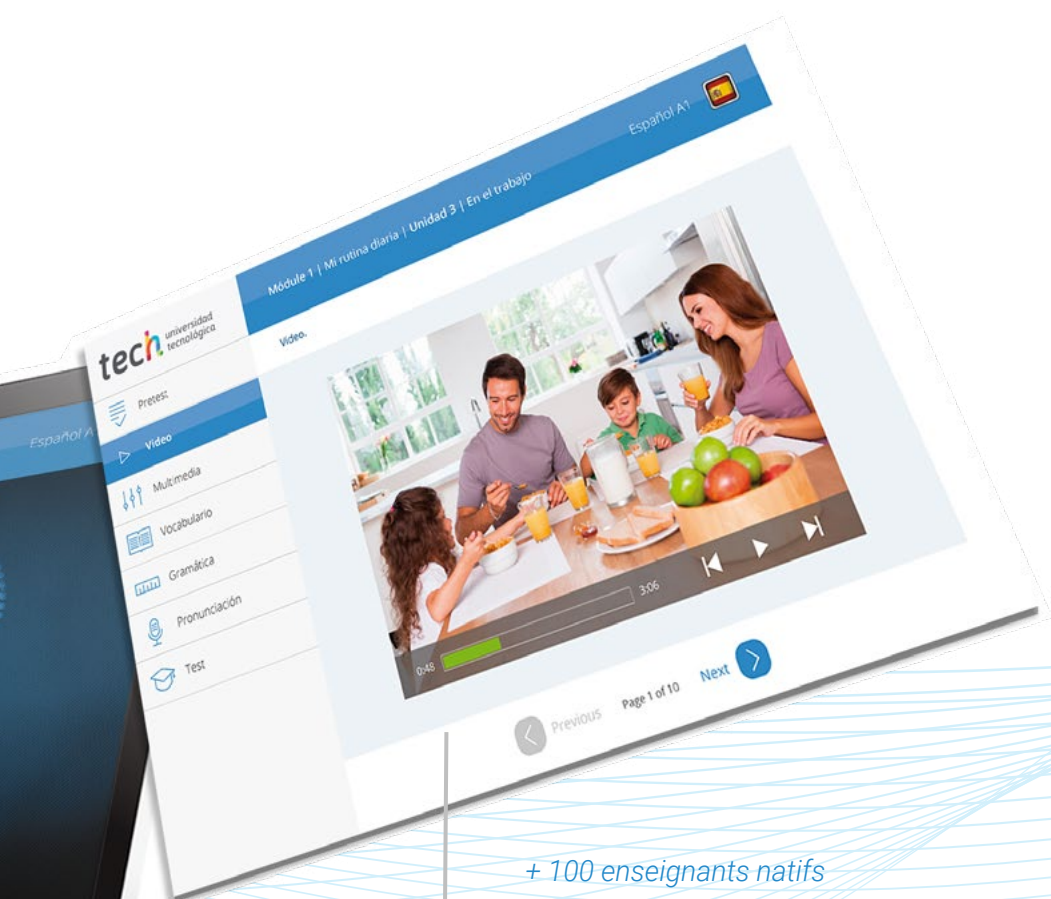 Español A1
Módule 1 | Mi rutina diaria | Unidad 3 | En el trabajo
tech universidad
tecnológica
Video.
Pretest
Video
Multimedia
Vocabulario
Gramática
Pronunciación
Test
0:48
3:06
Previous
Page 1 of 10
Next
Español A
+ 100 enseignants natifs